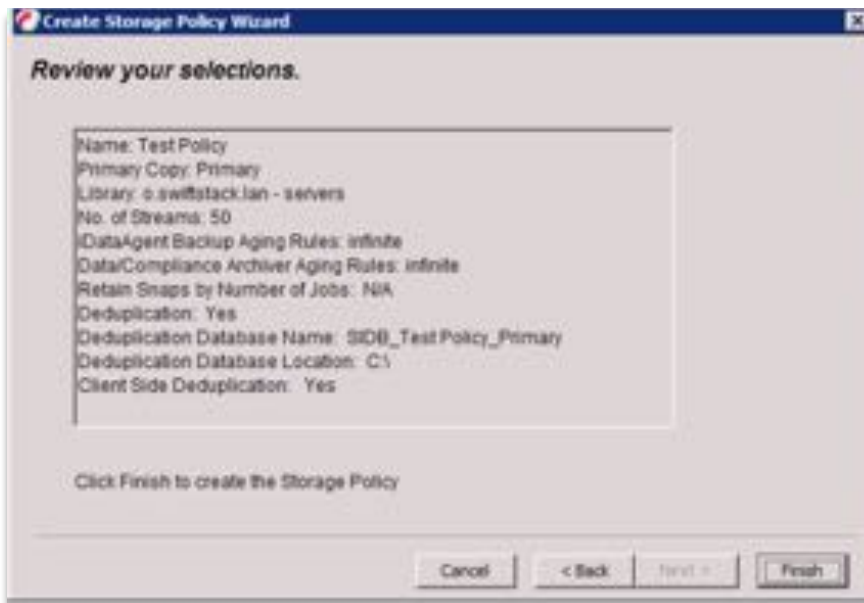 Create Storage Policy Wizard
Review your selections.
Name: Test Policy
Primary Copy: Primary
Library: o.swiftstack.lan - servers
No. of Streams: 50
iDataAgent Backup Aging Rules: infinite
Data/Compliance Archiver Aging Rules: infinite
Retain Snaps by Number of Jobs: N/A
Deduplication: Yes
Deduplication Database Name: SIDB_Test Policy_Primary
Deduplication Database Location: C:\
Client Side Deduplication: Yes
Click Finish to create the Storage Policy
Cancel
< Back
Next >
Finish